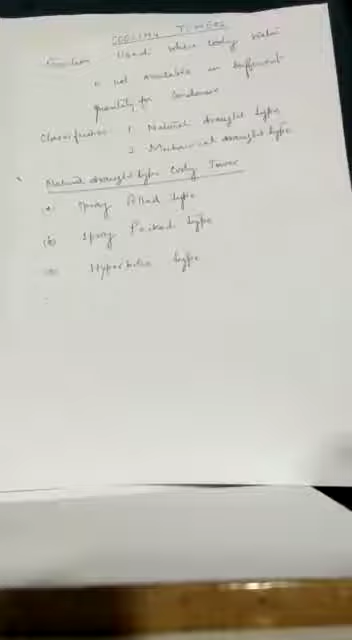 COOLING TOWERS
Function Used where cooling water
is not available in sufficient
quantity for condenser
Classification 1. Natural draught type
2. Mechanical draught type
Natural draught type Cooling Tower
(a) Spray filled type
(b) Spray Packed type
(c) Hyperbolic type